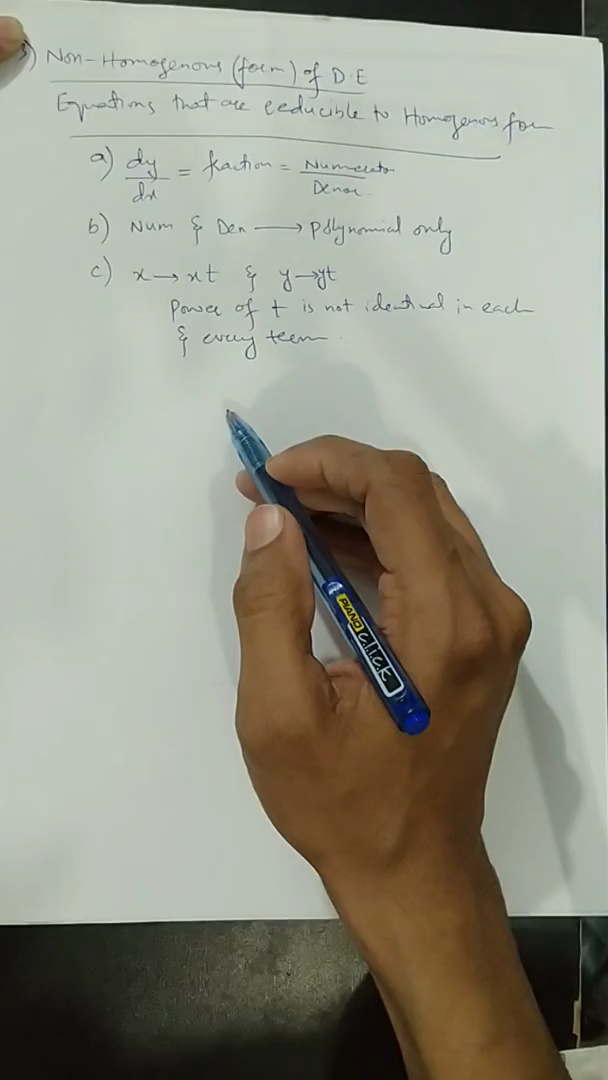 3) Non-Homogenous (form) of D.E
Equations that are reducible to Homogenous form
a) dy/dx = fraction = Numerator/Denor.
b) Num & Den → Polynomial only
c) x → xt & y → yt
Power of t is not identical in each
& every term.
PIANO
click